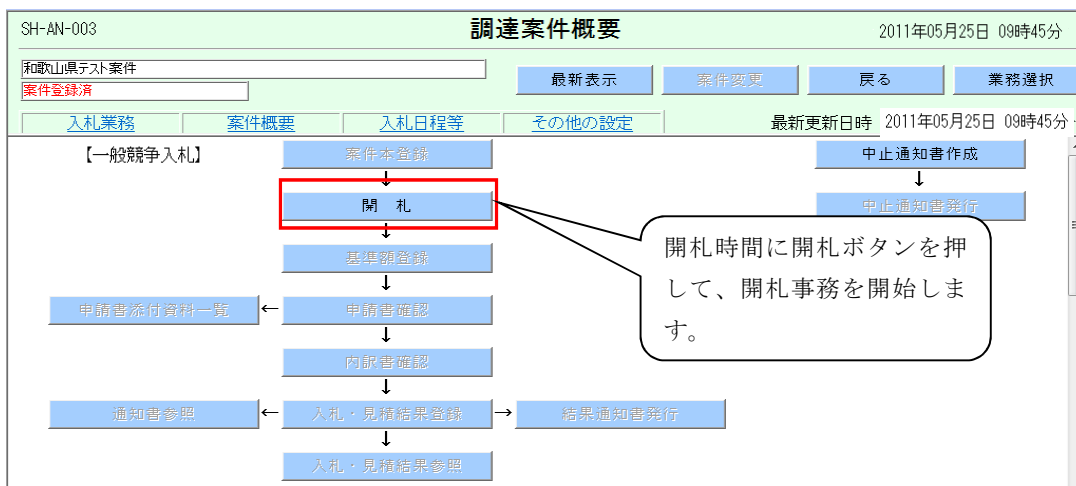 SH-AN-003
調達案件概要
2011年05月25日 09時45分
和歌山県テスト案件
案件登録済
最新表示
案件変更
戻る
業務選択
入札業務
案件概要
入札日程等
その他の設定
最新更新日時 2011年05月25日 09時45分
【一般競争入札】
案件本登録
中止通知書作成
↓
↓
開 札
中止通知書発行
↓
開札時間に開札ボタンを押
して、開札事務を開始しま
す。
基準額登録
↓
申請書添付資料一覧
←
申請書確認
↓
内訳書確認
↓
通知書参照
←
入札・見積結果登録
→
結果通知書発行
↓
入札・見積結果参照